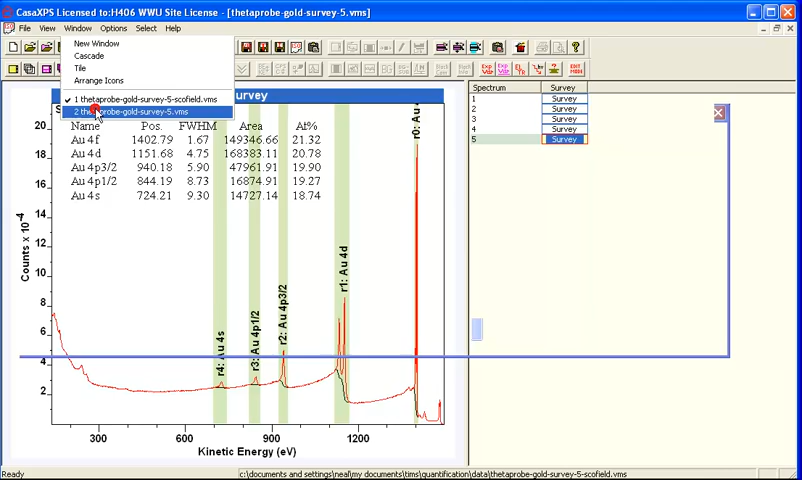 CasaXPS Licensed to:H406 WWU Site License - [thetaprobe-gold-survey-5.vms]
File View Window Options Select Help
New Window
Cascade
Tile
Arrange Icons
1 thetaprobe-gold-survey-5-scofield.vms
2 thetaprobe-gold-survey-5.vms
Survey
Name Pos. FWHM Area At%
Au 4f 1402.79 1.67 149346.66 21.32
Au 4d 1151.68 4.75 168383.11 20.78
Au 4p3/2 940.18 5.90 47961.91 19.90
Au 4p1/2 844.19 8.73 16874.91 19.27
Au 4s 724.21 9.30 14727.14 18.74
Counts x 10⁻⁴
20
16
14
12
10
8
6
4
2
r4: Au 4s
r3: Au 4p1/2
r2: Au 4p3/2
r1: Au 4d
r0: Au 4
300 600 900 1200
Kinetic Energy (eV)
Spectrum Survey
1 Survey
2 Survey
3 Survey
4 Survey
5 Survey
Ready c:\documents and settings\neal\my documents\tims\quantification\data\thetaprobe-gold-survey-5-scofield.vms